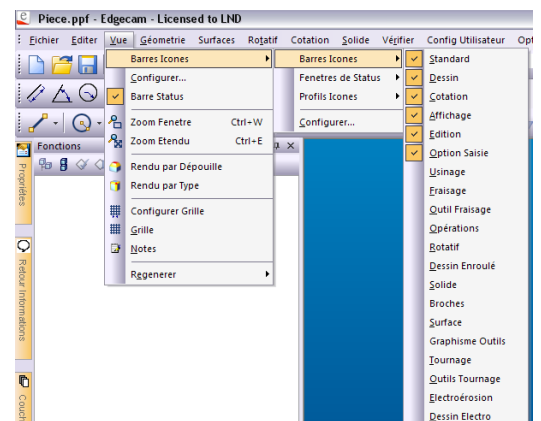 Piece.ppf - Edgecam - Licensed to LND
Fichier Editer Vue Géometrie Surfaces Rotatif Cotation Solide Vérifier Config Utilisateur
Barres Icones
Configurer...
Barre Status
Zoom Fenetre Ctrl+W
Zoom Etendu Ctrl+E
Rendu par Dépouille
Rendu par Type
Configurer Grille
Grille
Notes
Regenerer
Barres Icones
Fenetres de Status
Profils Icones
Configurer...
Standard
Dessin
Cotation
Affichage
Edition
Option Saisie
Usinage
Fraisage
Outil Fraisage
Opérations
Rotatif
Dessin Enroulé
Solide
Broches
Surface
Graphisme Outils
Tournage
Outils Tournage
Electroérosion
Dessin Electro
Fonctions
Propriétes
Retour Informations